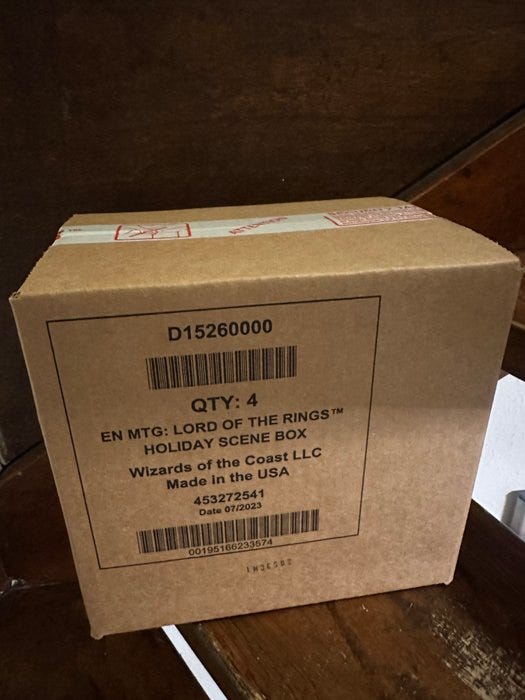 ATTENTION
D15260000
QTY: 4
EN MTG: LORD OF THE RINGS™
HOLIDAY SCENE BOX
Wizards of the Coast LLC
Made in the USA
453272541
Date 07/2023
00195166233574